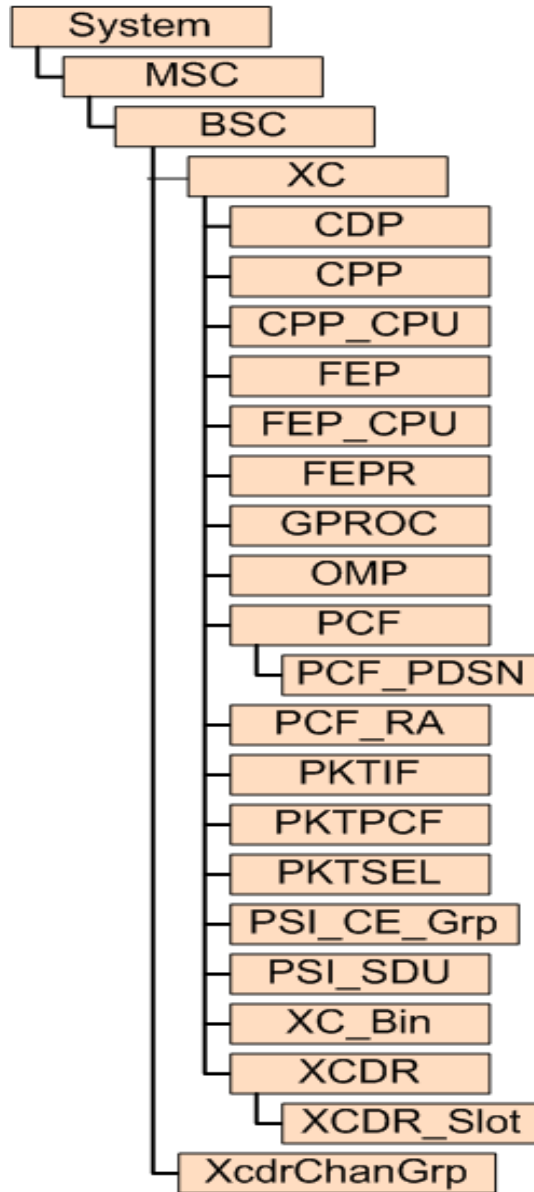 System
MSC
BSC
XC
CDP
CPP
CPP_CPU
FEP
FEP_CPU
FEPR
GPROC
OMP
PCF
PCF_PDSN
PCF_RA
PKTIF
PKTPCF
PKTSEL
PSI_CE_Grp
PSI_SDU
XC_Bin
XCDR
XCDR_Slot
XcdrChanGrp